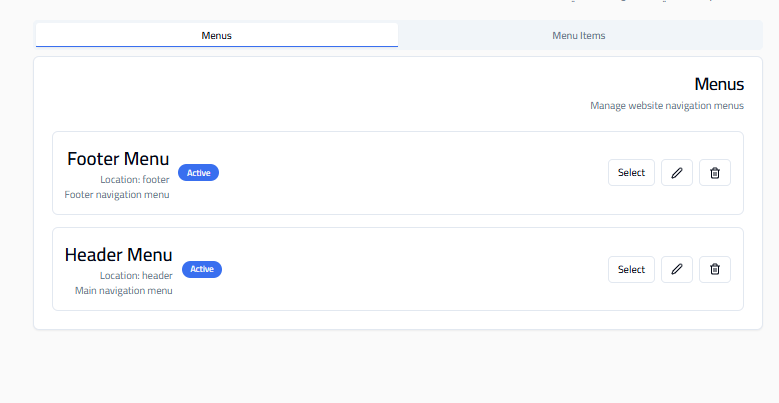 Menus
Menu Items
Menus
Manage website navigation menus
Footer Menu
Active
Location: footer
Footer navigation menu
Select
Header Menu
Active
Location: header
Main navigation menu
Select